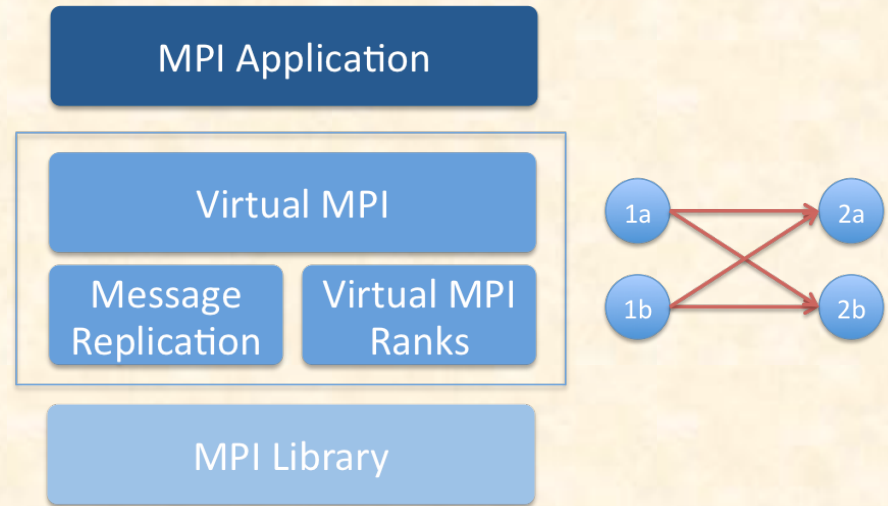 MPI Application
Virtual MPI
Message
Replication
Virtual MPI
Ranks
MPI Library
1a
2a
1b
2b